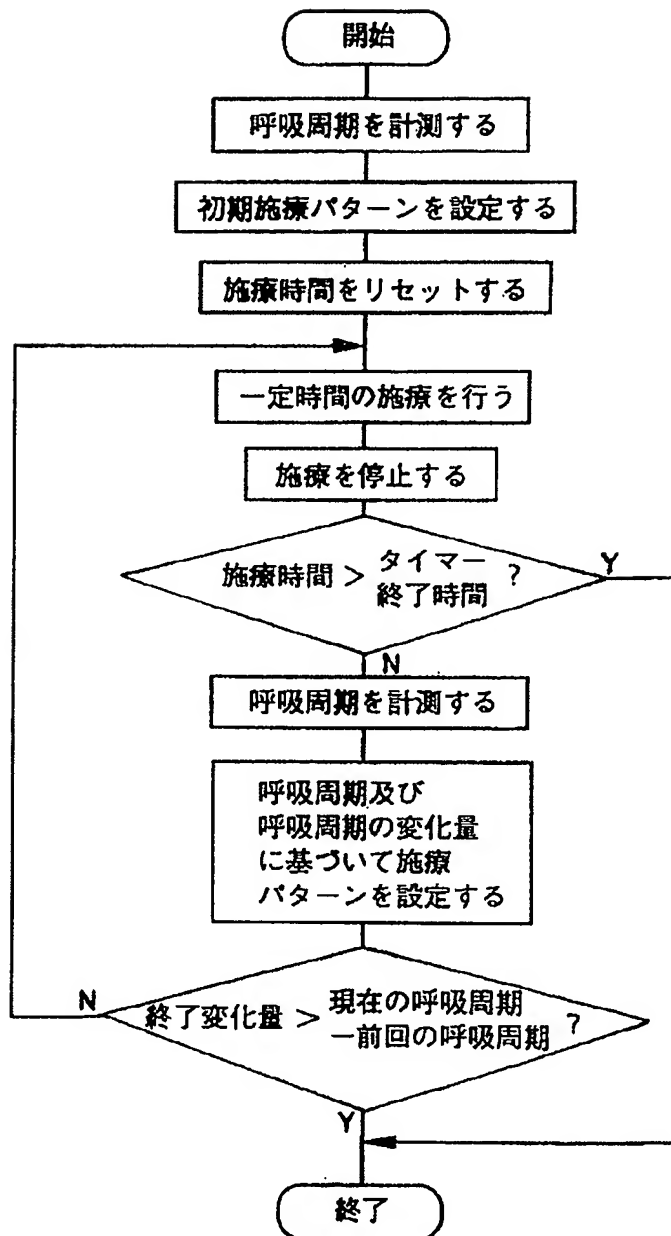 開始
呼吸周期を計測する
初期施療パターンを設定する
施療時間をリセットする
一定時間の施療を行う
施療を停止する
施療時間 > タイマー終了時間 ?
Y
N
呼吸周期を計測する
呼吸周期及び
呼吸周期の変化量
に基づいて施療
パターンを設定する
N
終了変化量 > 現在の呼吸周期
−前回の呼吸周期 ?
Y
終了